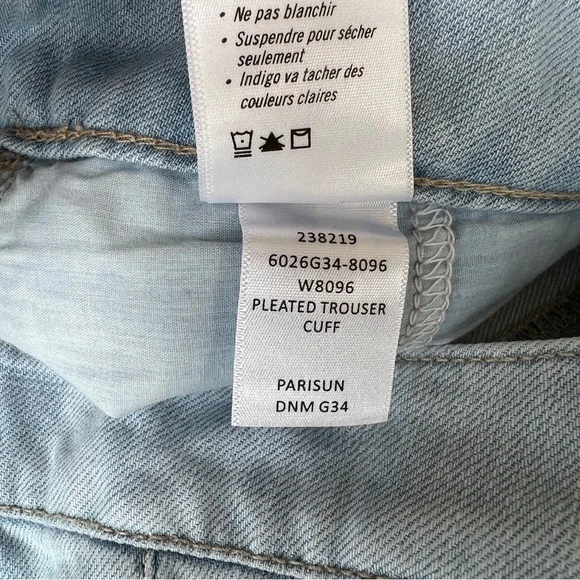 • Ne pas blanchir
• Suspendre pour sécher
seulement
• Indigo va tacher des
couleurs claires
238219
6026G34-8096
W8096
PLEATED TROUSER
CUFF
PARISUN
DNM G34